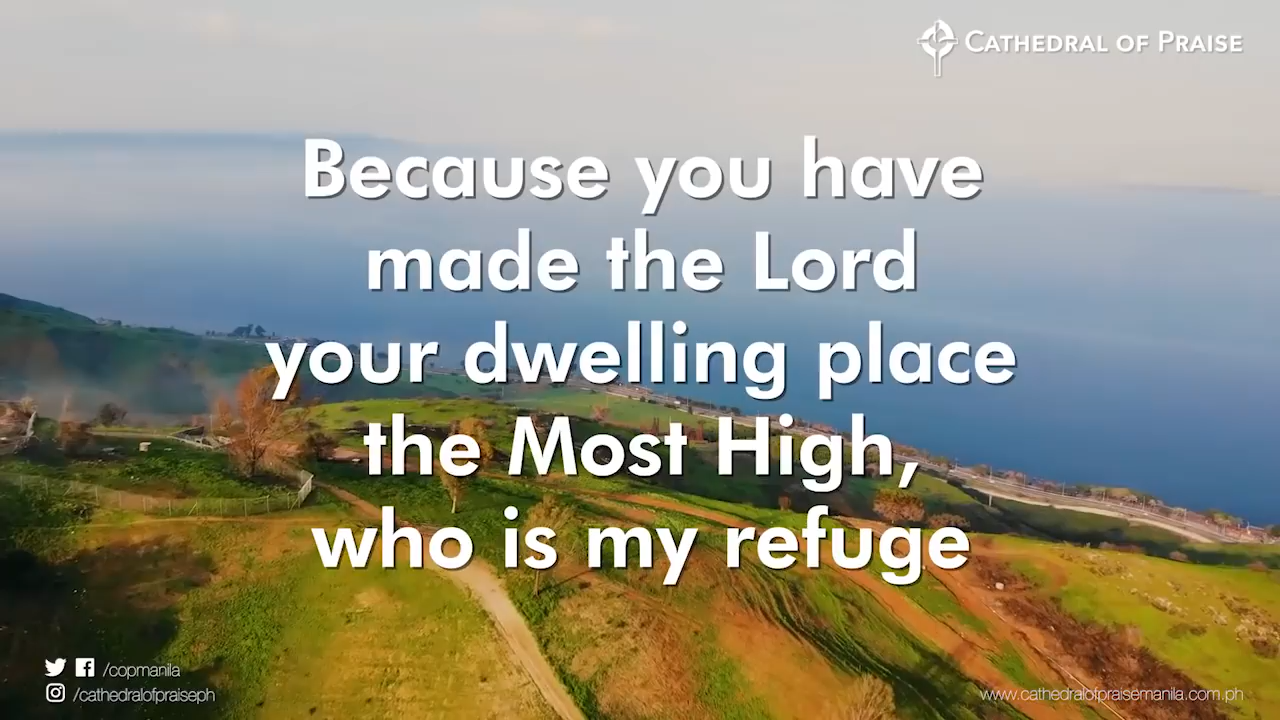 CATHEDRAL OF PRAISE
Because you have
made the Lord
your dwelling place
the Most High,
who is my refuge
/copmanila
/cathedralofpraiseph
www.cathedralofpraisemanila.com.ph